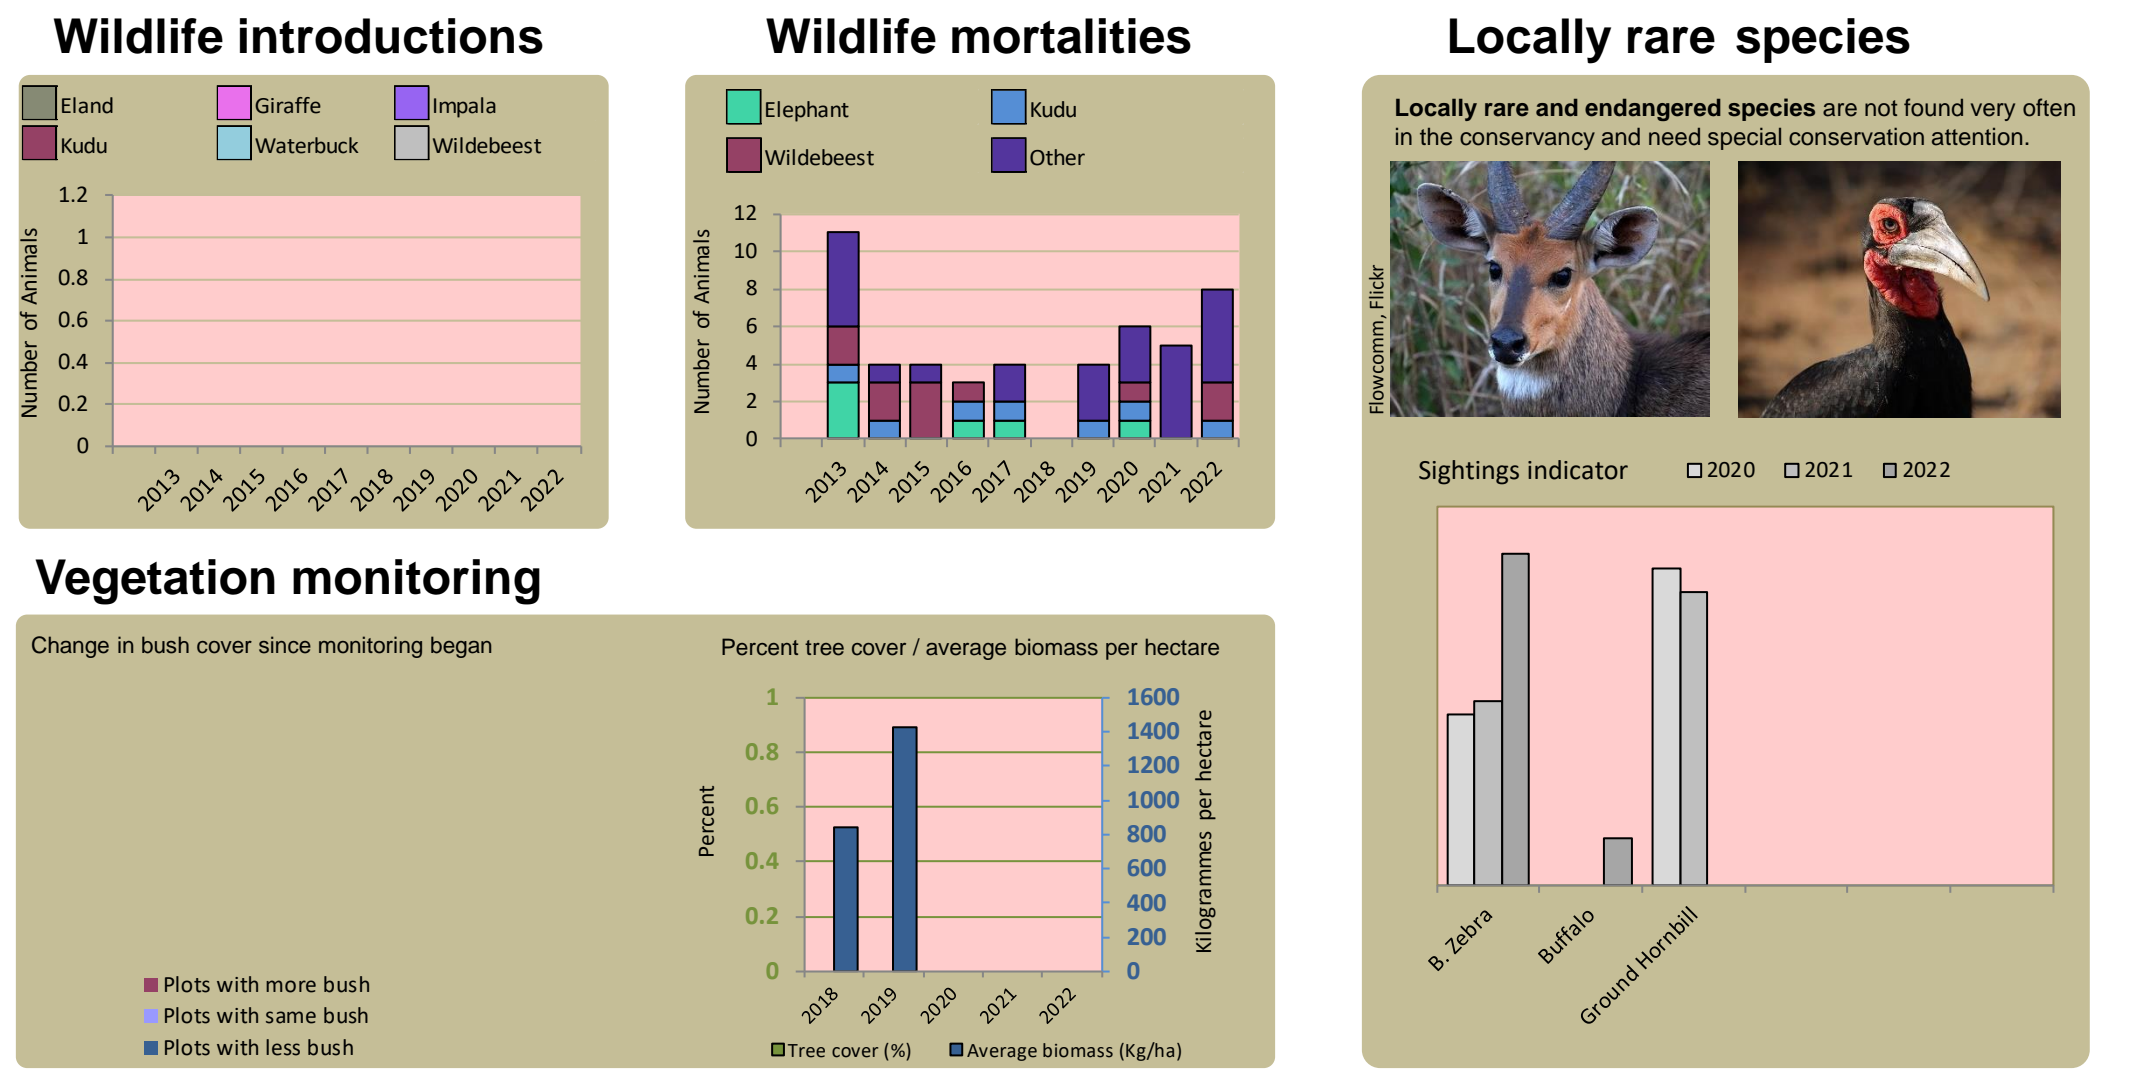 Wildlife introductions
Eland
Giraffe
Impala
Kudu
Waterbuck
Wildebeest
Number of Animals
1.2
1
0.8
0.6
0.4
0.2
0
2013
2014
2015
2016
2017
2018
2019
2020
2021
2022
Wildlife mortalities
Elephant
Kudu
Wildebeest
Other
Number of Animals
12
10
8
6
4
2
0
2013
2014
2015
2016
2017
2018
2019
2020
2021
2022
Locally rare species
Locally rare and endangered species are not found very often
in the conservancy and need special conservation attention.
Flowcomm, Flickr
Sightings indicator
2020
2021
2022
B. Zebra
Buffalo
Ground Hornbill
Vegetation monitoring
Change in bush cover since monitoring began
Plots with more bush
Plots with same bush
Plots with less bush
Percent tree cover / average biomass per hectare
Percent
1
0.8
0.6
0.4
0.2
0
1600
1400
1200
1000
800
600
400
200
0
Kilogrammes per hectare
2018
2019
2020
2021
2022
Tree cover (%)
Average biomass (Kg/ha)